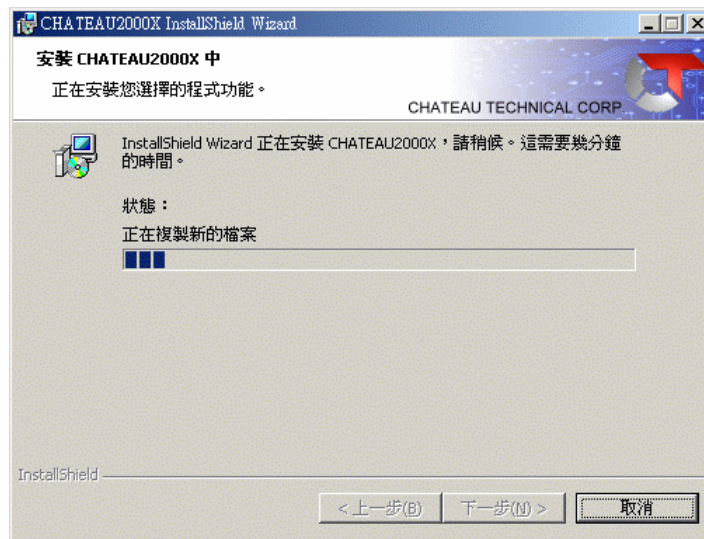 CHATEAU2000X InstallShield Wizard
安裝 CHATEAU2000X 中
正在安裝您選擇的程式功能。
CHATEAU TECHNICAL CORP.
InstallShield Wizard 正在安裝 CHATEAU2000X，請稍候。這需要幾分鐘
的時間。
狀態：
正在複製新的檔案
InstallShield
< 上一步(B)
下一步(N) >
取消